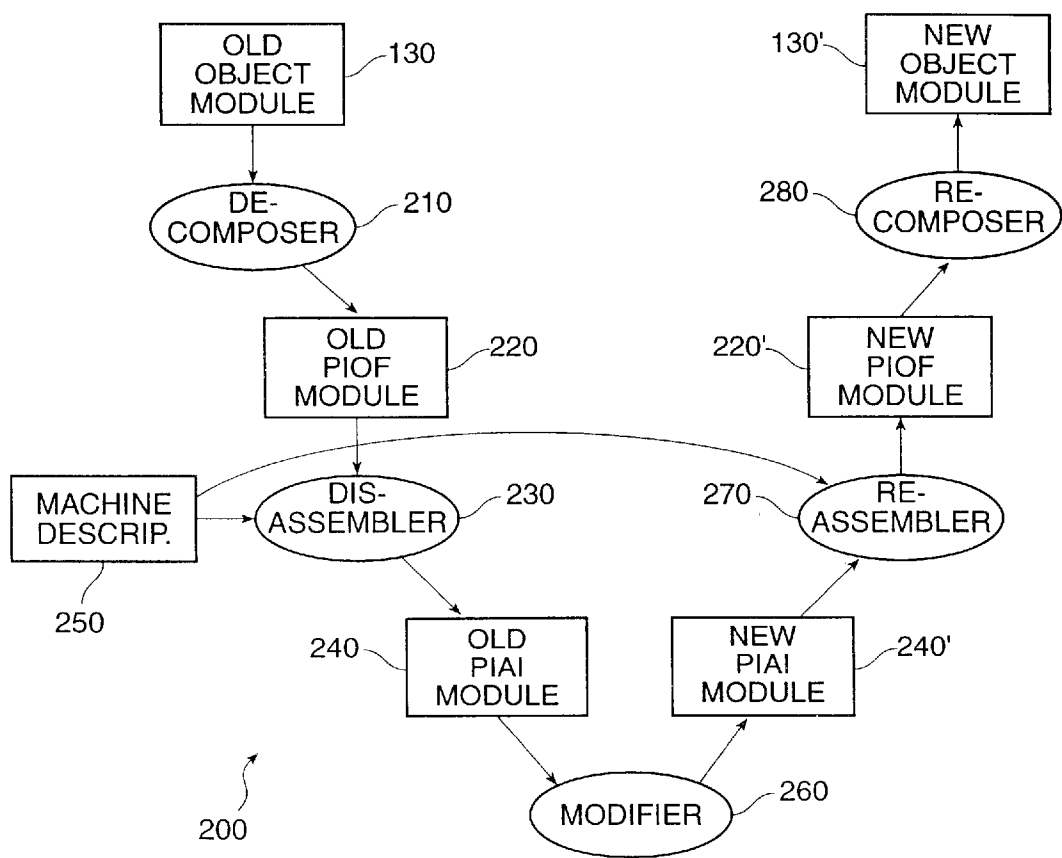 OLD
OBJECT
MODULE
130
130'
NEW
OBJECT
MODULE
DE-
COMPOSER
210
280
RE-
COMPOSER
OLD
PIOF
MODULE
220
220'
NEW
PIOF
MODULE
MACHINE
DESCRIP.
250
DIS-
ASSEMBLER
230
270
RE-
ASSEMBLER
240
OLD
PIAI
MODULE
NEW
PIAI
MODULE
240'
200
MODIFIER
260